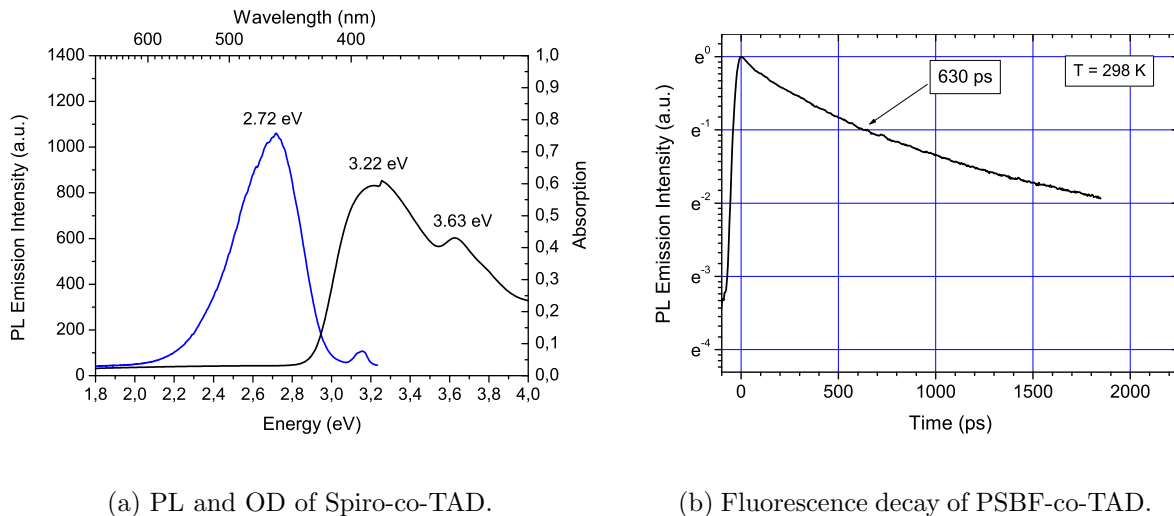 Wavelength (nm)
600 500 400
1400
1200
1000
800
600
400
200
0
PL Emission Intensity (a.u.)
2.72 eV
3.22 eV
3.63 eV
1,0
0,9
0,8
0,7
0,6
0,5
0,4
0,3
0,2
0,1
0,0
Absorption
1,8 2,0 2,2 2,4 2,6 2,8 3,0 3,2 3,4 3,6 3,8 4,0
Energy (eV)
(a) PL and OD of Spiro-co-TAD.
PL Emission Intensity (a.u.)
e^0
e^-1
e^-2
e^-3
e^-4
630 ps
T = 298 K
0 500 1000 1500 2000
Time (ps)
(b) Fluorescence decay of PSBF-co-TAD.